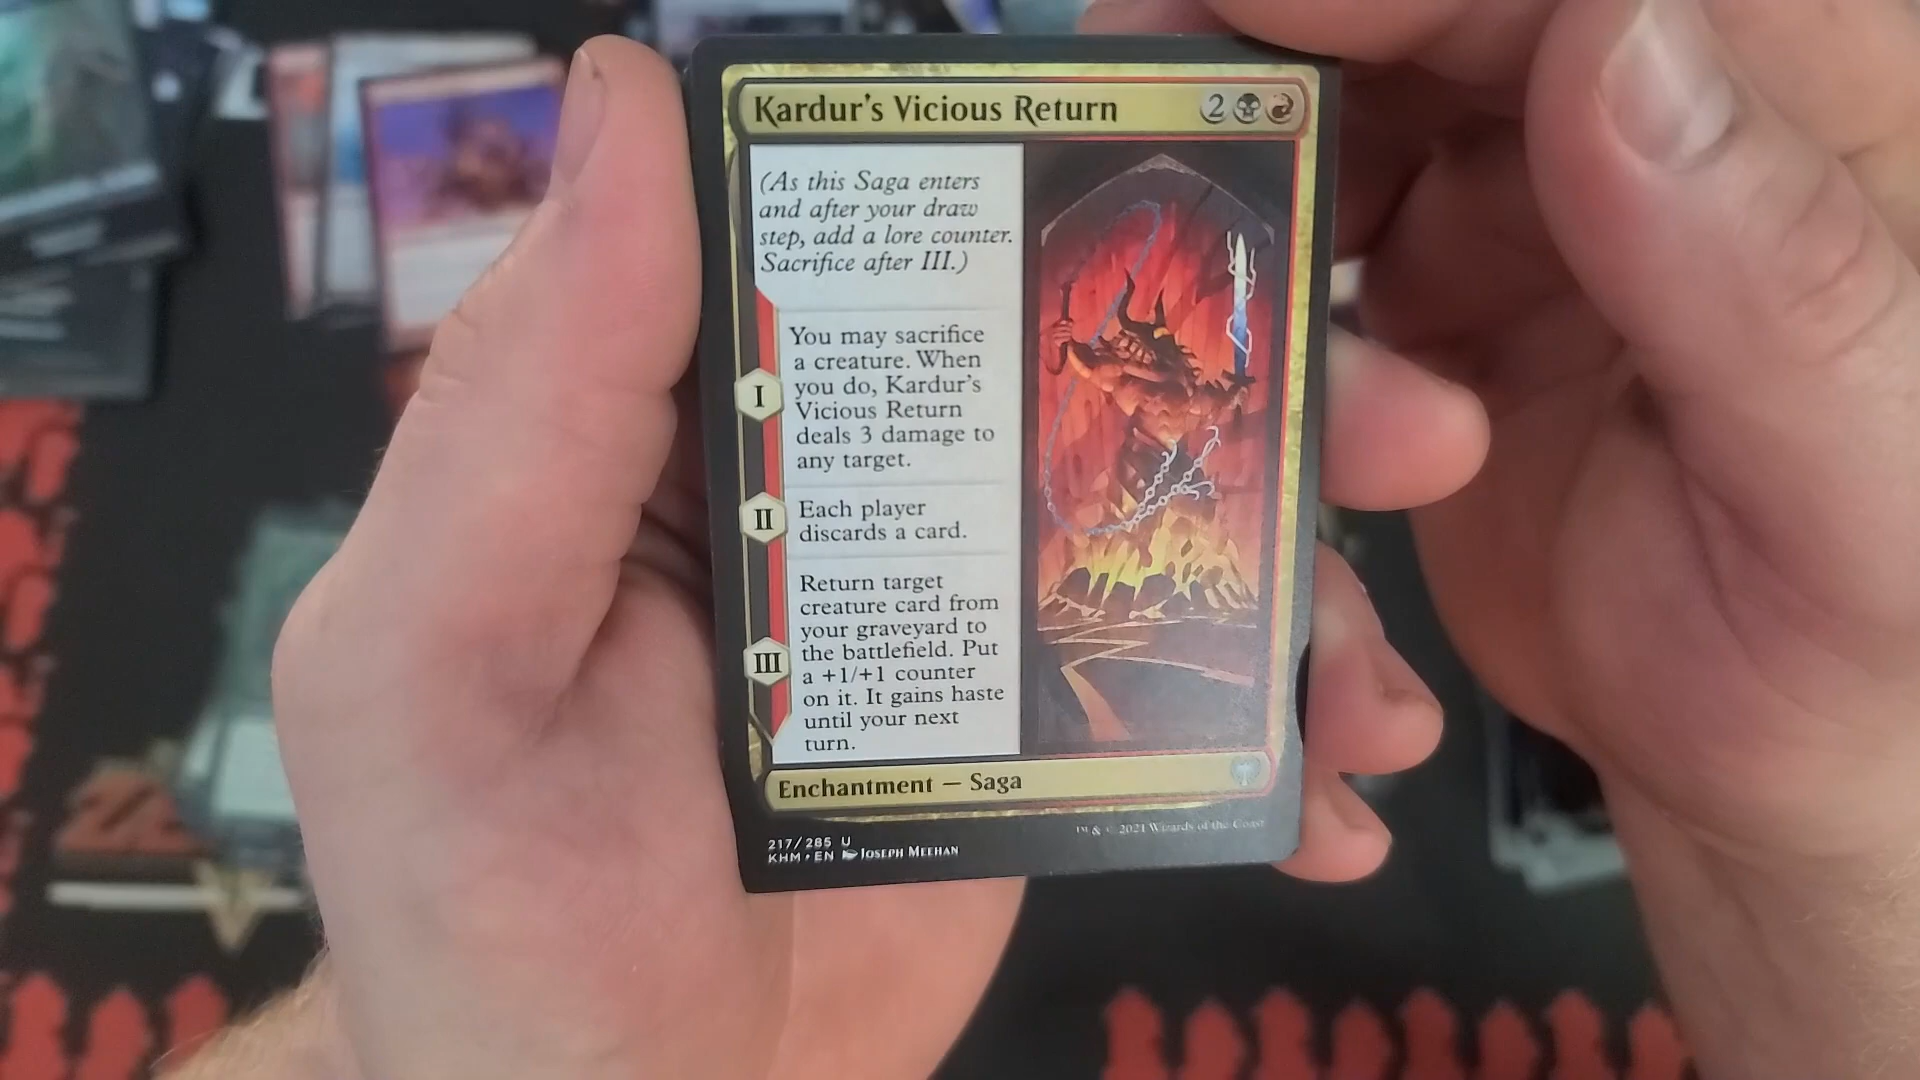 Kardur's Vicious Return 2
(As this Saga enters
and after your draw
step, add a lore counter.
Sacrifice after III.)
I
You may sacrifice
a creature. When
you do, Kardur's
Vicious Return
deals 3 damage to
any target.
II
Each player
discards a card.
III
Return target
creature card from
your graveyard to
the battlefield. Put
a +1/+1 counter
on it. It gains haste
until your next
turn.
Enchantment — Saga
217/285 U
KHM • EN JOSEPH MEEHAN
™ & © 2021 Wizards of the Coast